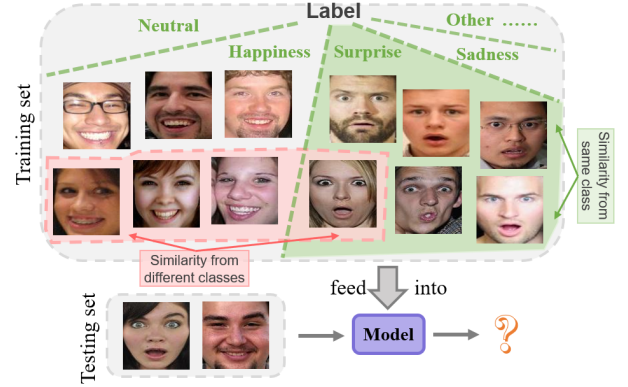 Label
Neutral
Other ......
Happiness
Surprise
Sadness
Training set
Similarity from
same class
Similarity from
different classes
feed into
Testing set
Model
?